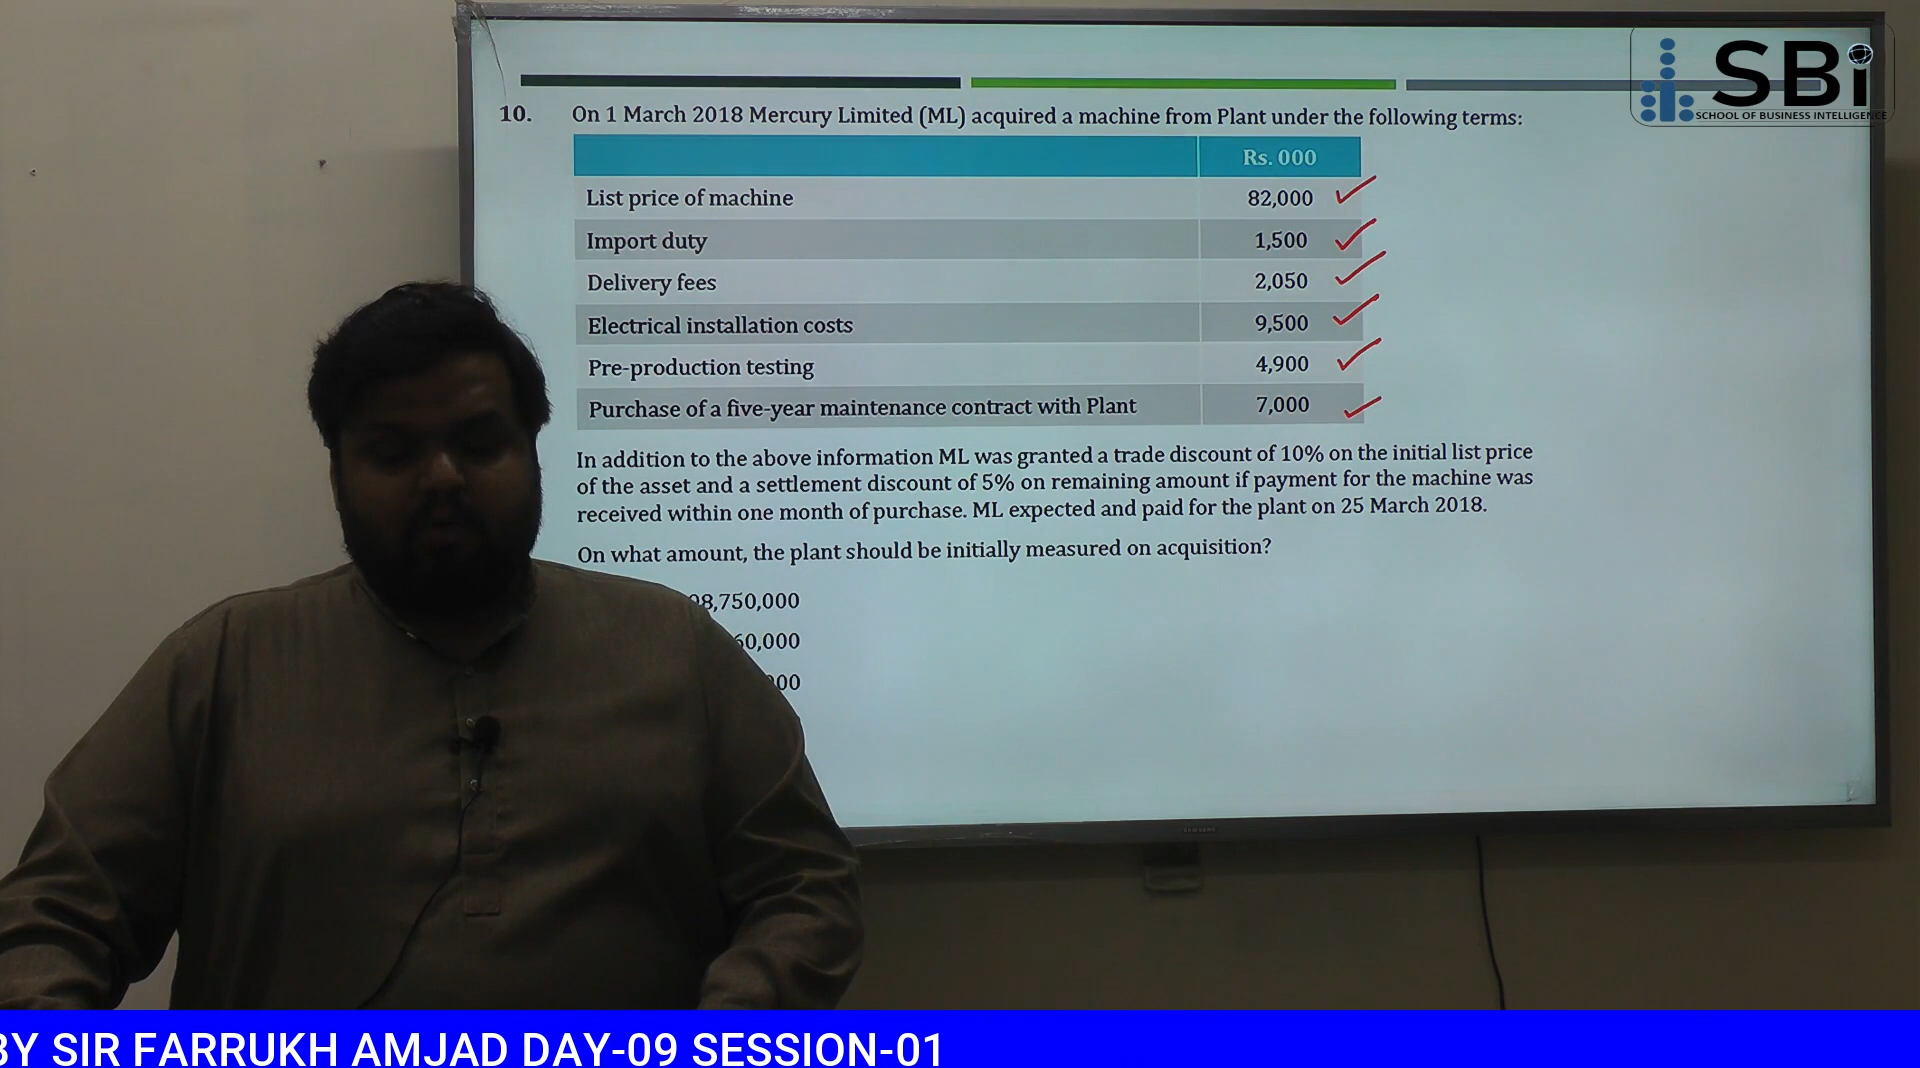 SBi
SCHOOL OF BUSINESS INTELLIGENCE
10. On 1 March 2018 Mercury Limited (ML) acquired a machine from Plant under the following terms:
Rs. 000
List price of machine 82,000
Import duty 1,500
Delivery fees 2,050
Electrical installation costs 9,500
Pre-production testing 4,900
Purchase of a five-year maintenance contract with Plant 7,000
In addition to the above information ML was granted a trade discount of 10% on the initial list price
of the asset and a settlement discount of 5% on remaining amount if payment for the machine was
received within one month of purchase. ML expected and paid for the plant on 25 March 2018.
On what amount, the plant should be initially measured on acquisition?
8,750,000
60,000
00
SAMSUNG
BY SIR FARRUKH AMJAD DAY-09 SESSION-01